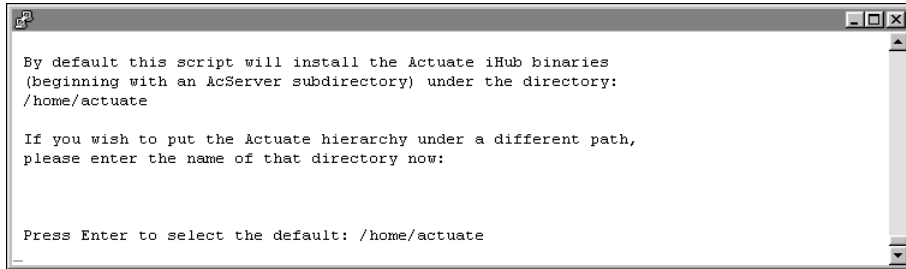 By default this script will install the Actuate iHub binaries
(beginning with an AcServer subdirectory) under the directory:
/home/actuate
If you wish to put the Actuate hierarchy under a different path,
please enter the name of that directory now:
Press Enter to select the default: /home/actuate